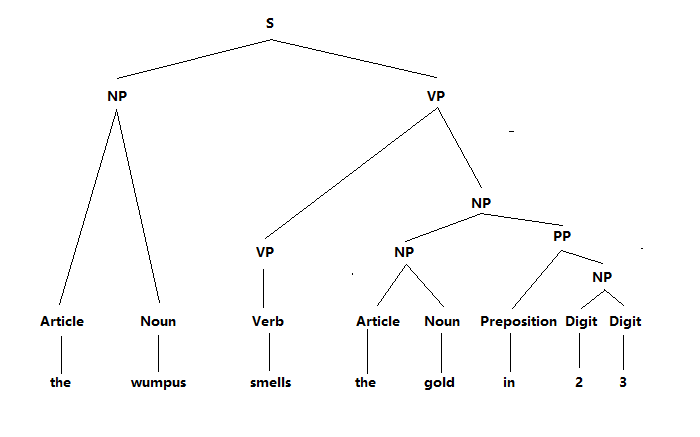 S
NP VP
NP
PP
VP NP
NP
Article Noun Verb Article Noun Preposition Digit Digit
the wumpus smells the gold in 2 3